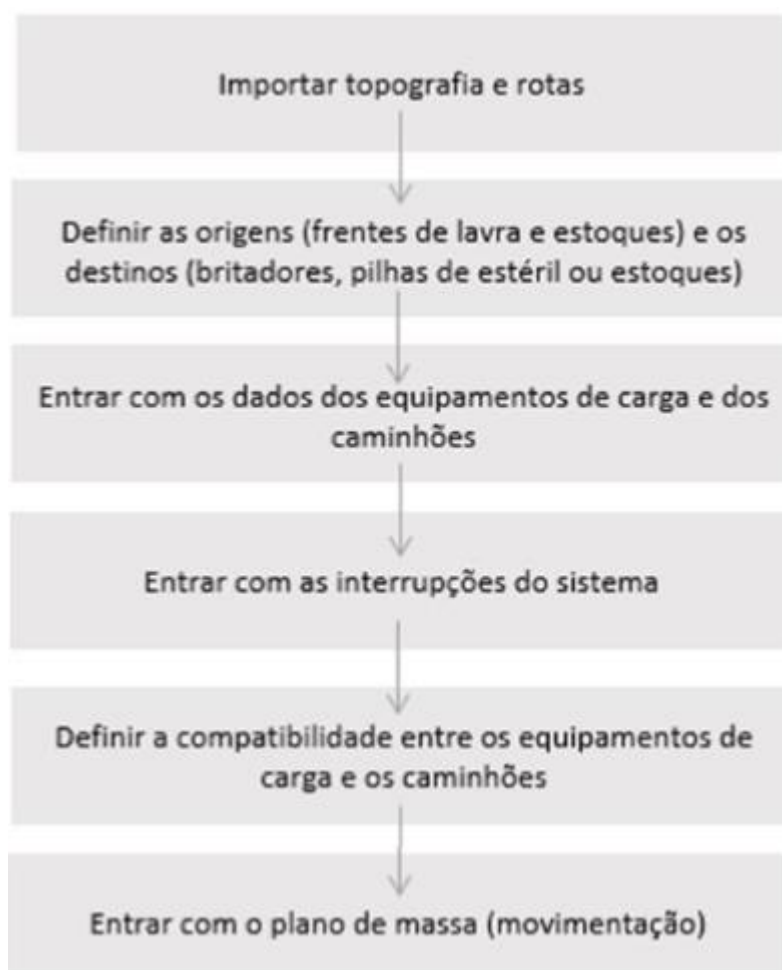 Importar topografia e rotas
Definir as origens (frentes de lavra e estoques) e os
destinos (britadores, pilhas de estéril ou estoques)
Entrar com os dados dos equipamentos de carga e dos
caminhões
Entrar com as interrupções do sistema
Definir a compatibilidade entre os equipamentos de
carga e os caminhões
Entrar com o plano de massa (movimentação)